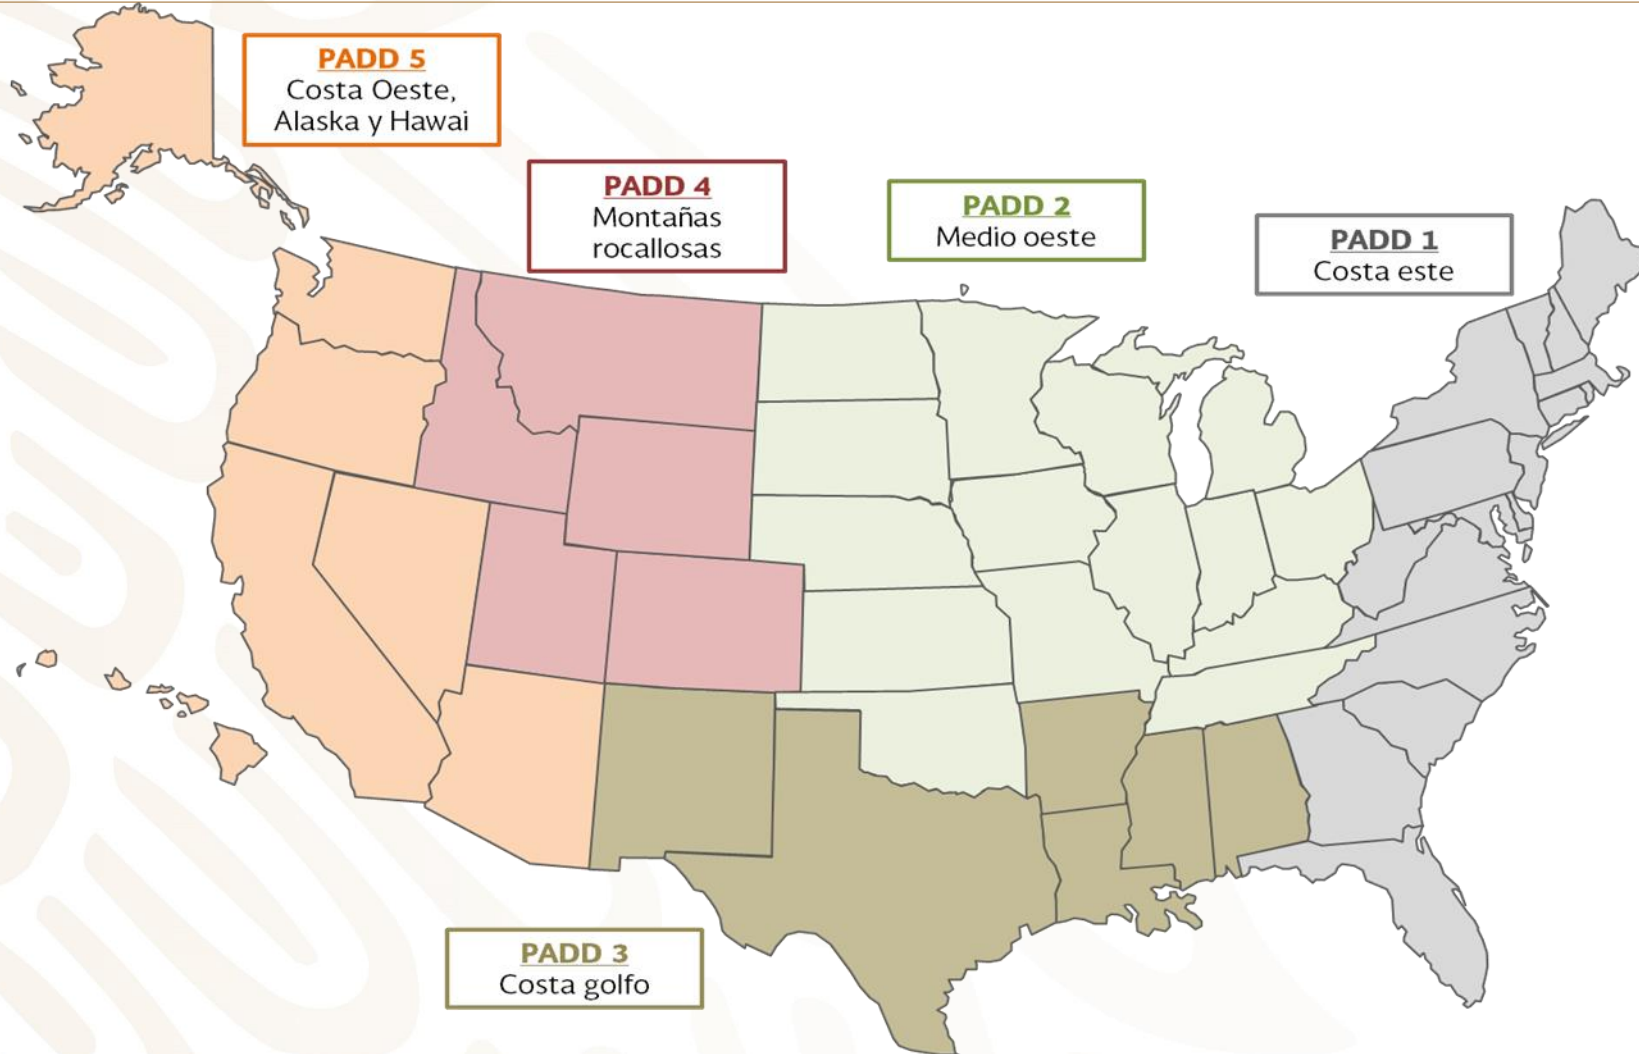 PADD 5
Costa Oeste,
Alaska y Hawai
PADD 4
Montañas
rocallosas
PADD 2
Medio oeste
PADD 1
Costa este
PADD 3
Costa golfo